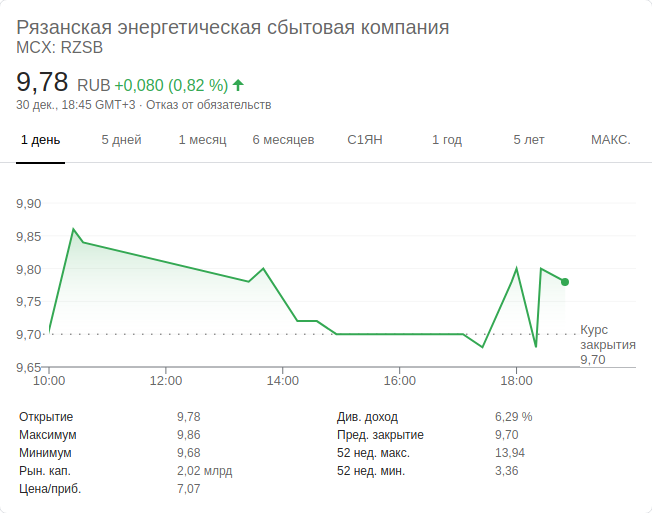 Рязанская энергетическая сбытовая компания
MCX: RZSB
9,78 RUB +0,080 (0,82 %)
30 дек., 18:45 GMT+3 · Отказ от обязательств
1 день 5 дней 1 месяц 6 месяцев С1ЯН 1 год 5 лет МАКС.
9,90
9,85
9,80
9,75
9,70
9,65
Курс
закрытия
9,70
10:00 12:00 14:00 16:00 18:00
Открытие 9,78 Див. доход 6,29 %
Максимум 9,86 Пред. закрытие 9,70
Минимум 9,68 52 нед. макс. 13,94
Рын. кап. 2,02 млрд 52 нед. мин. 3,36
Цена/приб. 7,07